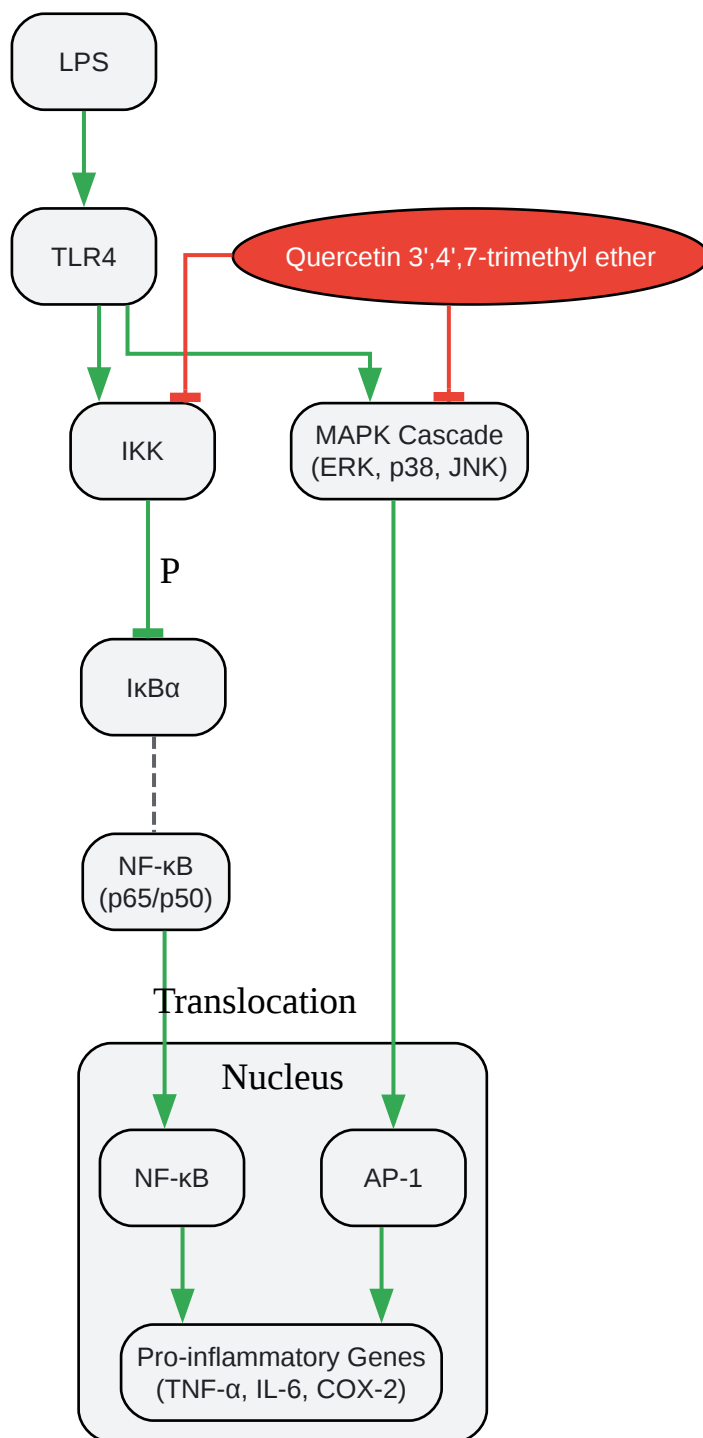 LPS
TLR4
Quercetin 3',4',7-trimethyl ether
IKK
MAPK Cascade
(ERK, p38, JNK)
P
IκBα
NF-κB
(p65/p50)
Translocation
Nucleus
NF-κB
AP-1
Pro-inflammatory Genes
(TNF-α, IL-6, COX-2)